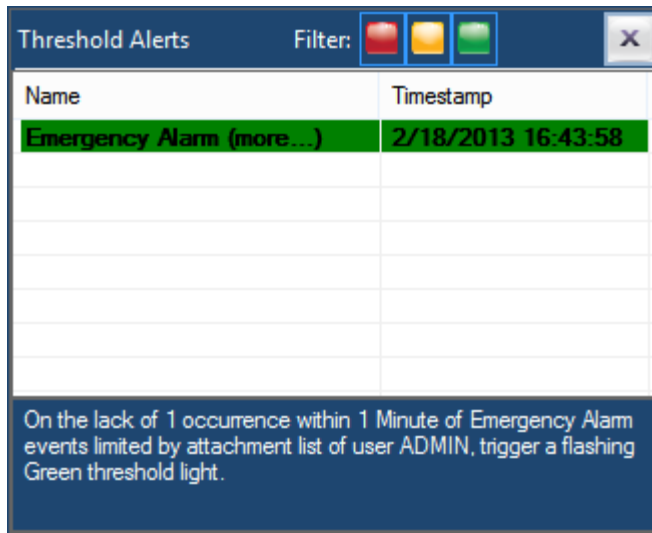 Threshold Alerts Filter: X
Name Timestamp
Emergency Alarm (more...) 2/18/2013 16:43:58
On the lack of 1 occurrence within 1 Minute of Emergency Alarm
events limited by attachment list of user ADMIN, trigger a flashing
Green threshold light.